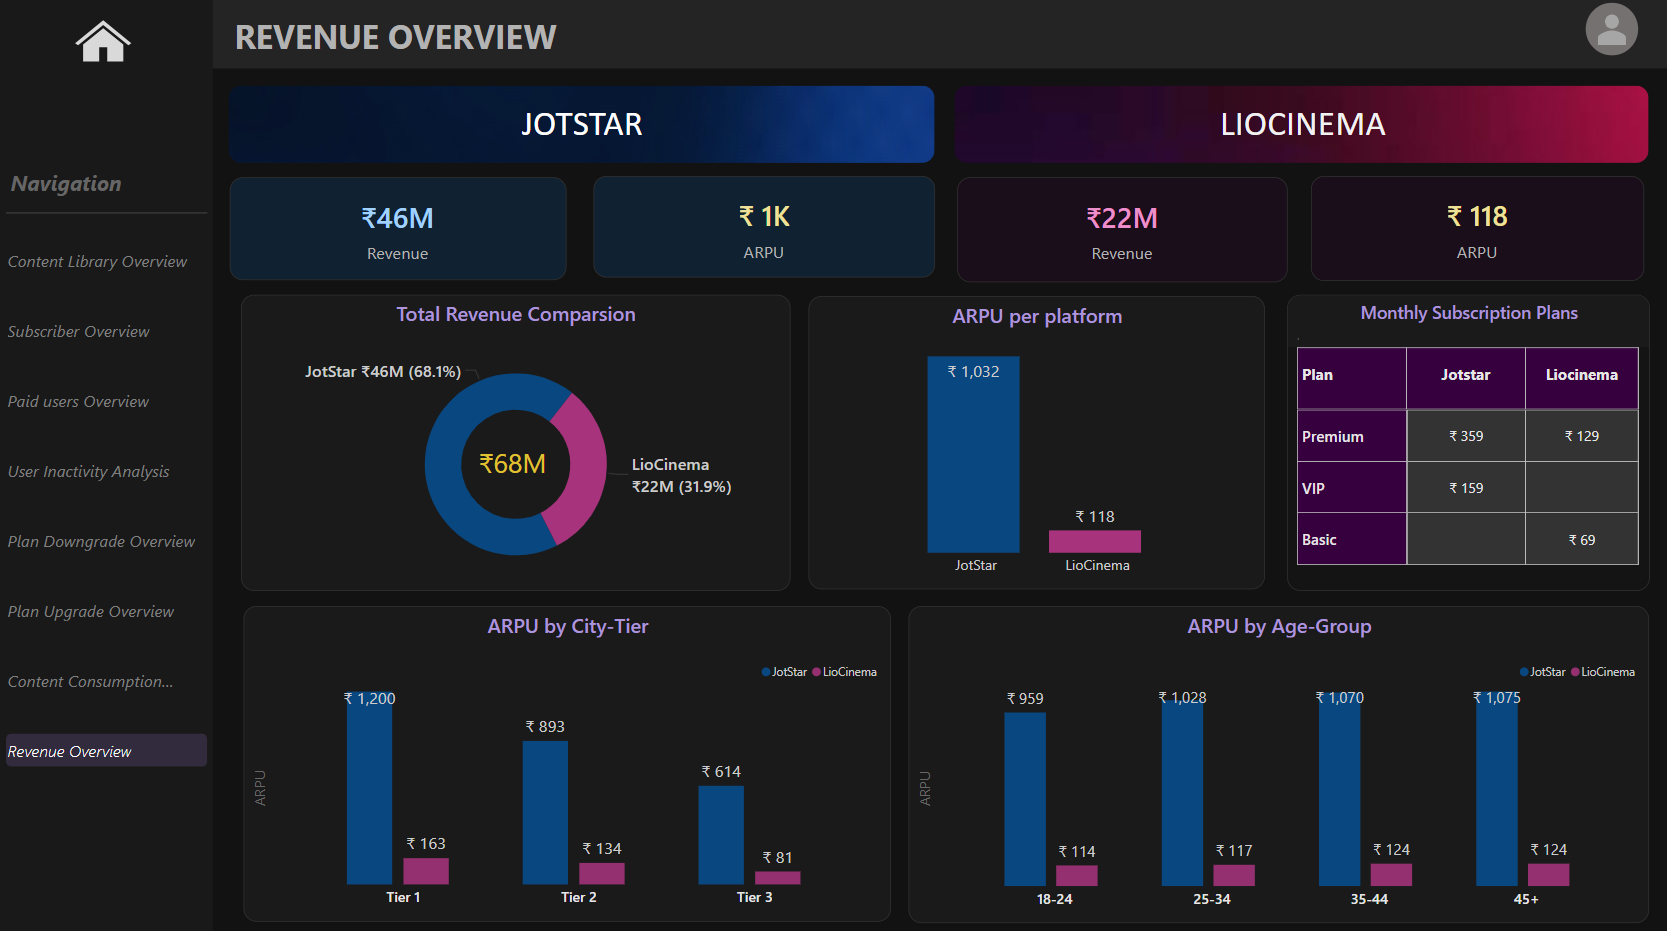 REVENUE OVERVIEW
Navigation
Content Library Overview
Subscriber Overview
Paid users Overview
User Inactivity Analysis
Plan Downgrade Overview
Plan Upgrade Overview
Content Consumption...
Revenue Overview
JOTSTAR
LIOCINEMA
₹46M
Revenue
₹ 1K
ARPU
₹22M
Revenue
₹ 118
ARPU
Total Revenue Comparsion
JotStar ₹46M (68.1%)
₹68M
LioCinema
₹22M (31.9%)
ARPU per platform
₹ 1,032
₹ 118
JotStar
LioCinema
Monthly Subscription Plans
Plan Jotstar Liocinema
Premium ₹ 359 ₹ 129
VIP ₹ 159
Basic ₹ 69
ARPU by City-Tier
JotStar LioCinema
ARPU
₹ 1,200
₹ 163
₹ 893
₹ 134
₹ 614
₹ 81
Tier 1
Tier 2
Tier 3
ARPU by Age-Group
JotStar LioCinema
ARPU
₹ 959
₹ 114
₹ 1,028
₹ 117
₹ 1,070
₹ 124
₹ 1,075
₹ 124
18-24
25-34
35-44
45+